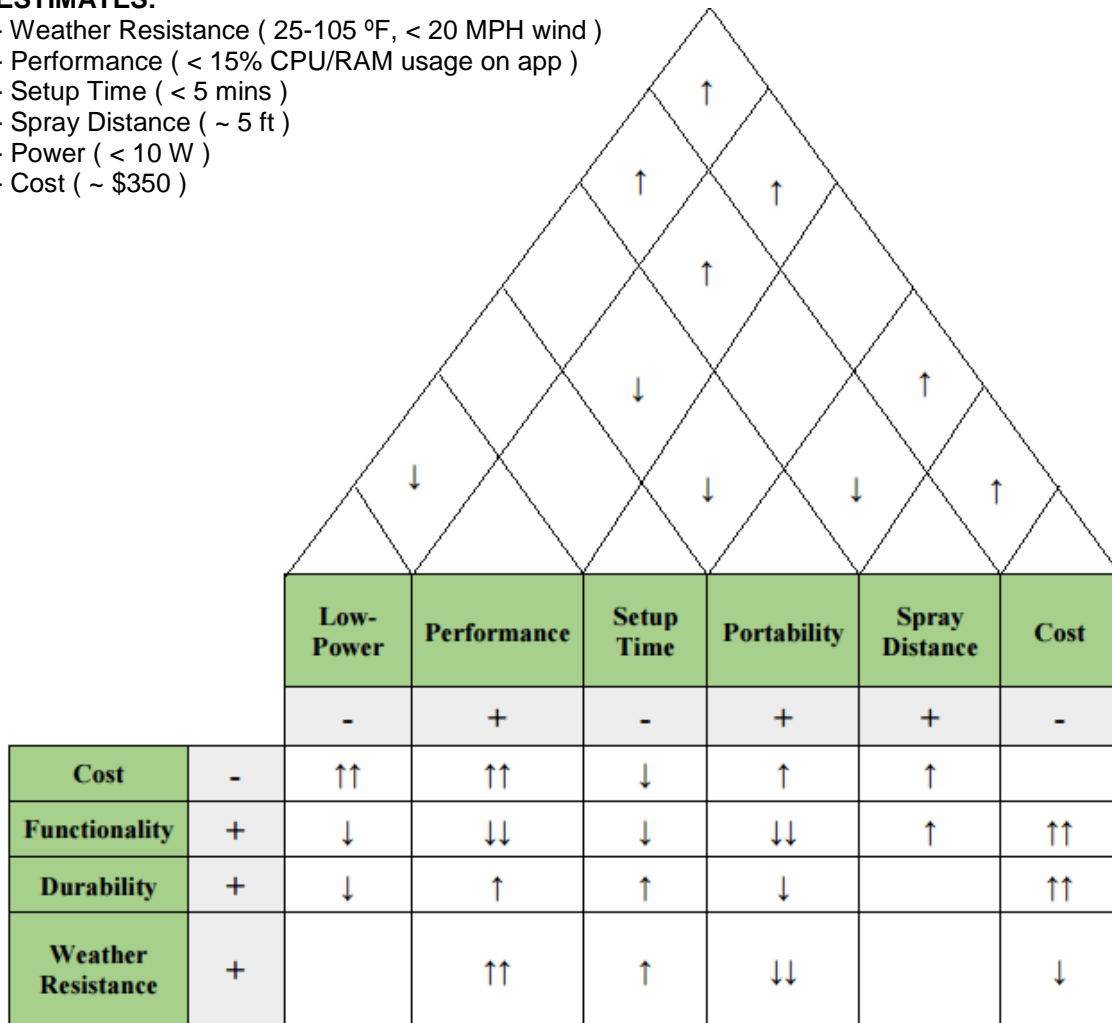 ESTIMATES:
- Weather Resistance ( 25-105 ºF, < 20 MPH wind )
- Performance ( < 15% CPU/RAM usage on app )
- Setup Time ( < 5 mins )
- Spray Distance ( ~ 5 ft )
- Power ( < 10 W )
- Cost ( ~ $350 )
↑
↑ ↑
↑
↓ ↑
↓ ↓ ↓ ↑
Low-Power Performance Setup Time Portability Spray Distance Cost
- + - + + -
Cost - ↑↑ ↑↑ ↓ ↑ ↑
Functionality + ↓ ↓↓ ↓ ↓↓ ↑ ↑↑
Durability + ↓ ↑ ↑ ↓ ↑↑
Weather Resistance + ↑↑ ↑ ↓↓ ↓